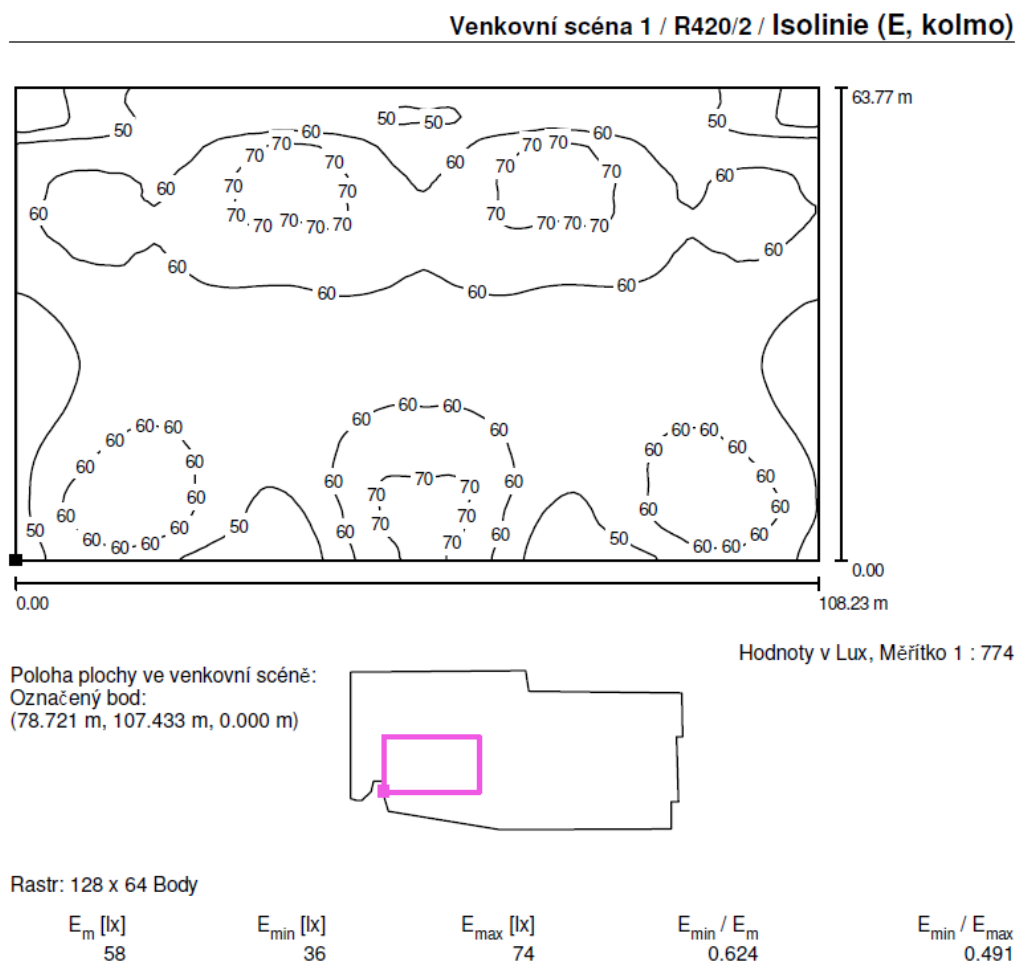 Venkovní scéna 1 / R420/2 / Isolinie (E, kolmo)
63.77 m
50 50 50 50
60 60 60
70 70 70
70 70 70 70
60 60 60
70 70 70
60 70 70 70 70 70 70 70 70 70
60 60
60 60 60 60
60 60 60
60 60 60 60 60 60
60 60 60
60 70 70 70 60 60 60
60 60 60 60
60 70 70 60 60
50 60 60 50 70 60 50 60
60 60 60 70 60 60
0.00
0.00
108.23 m
Hodnoty v Lux, Měřítko 1 : 774
Poloha plochy ve venkovní scéně:
Označený bod:
(78.721 m, 107.433 m, 0.000 m)
Rastr: 128 x 64 Body
Em [lx] Emin [lx] Emax [lx] Emin / Em Emin / Emax
58 36 74 0.624 0.491